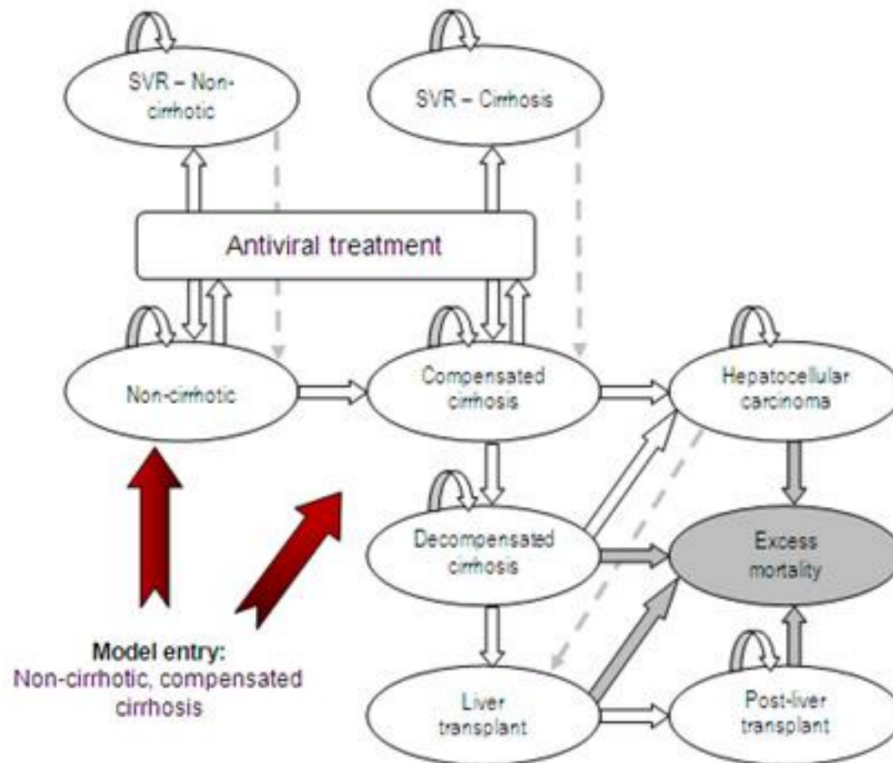 SVR – Non-
cirrhotic
SVR – Cirrhosis
Antiviral treatment
Non-cirrhotic
Compensated
cirrhosis
Hepatocellular
carcinoma
Decompensated
cirrhosis
Excess
mortality
Model entry:
Non-cirrhotic, compensated
cirrhosis
Liver
transplant
Post-liver
transplant